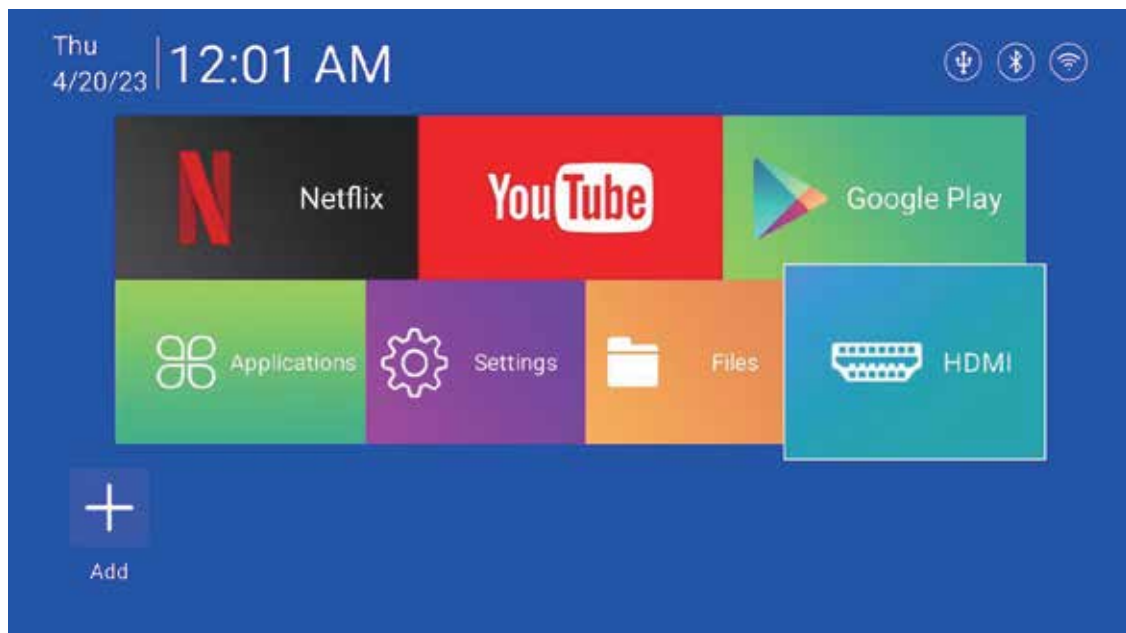 Thu
4/20/23
12:01 AM
Netflix
YouTube
Google Play
Applications
Settings
Files
HDMI
Add